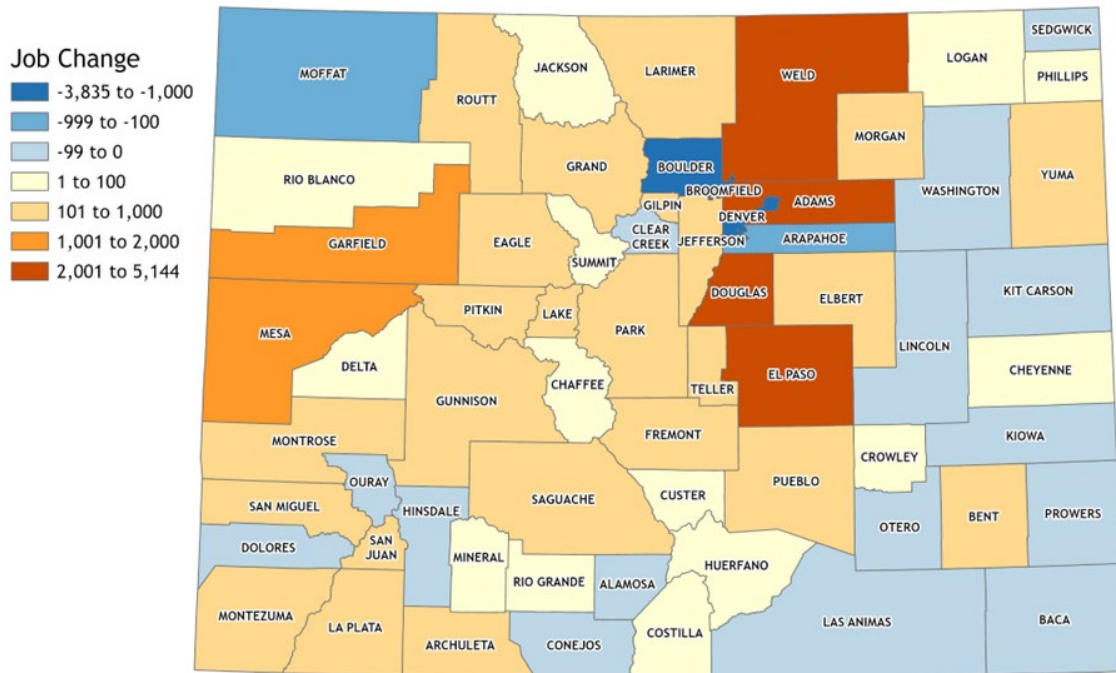 Job Change
-3,835 to -1,000
-999 to -100
-99 to 0
1 to 100
101 to 1,000
1,001 to 2,000
2,001 to 5,144
SEDGWICK
LOGAN
PHILLIPS
JACKSON
LARIMER
WELD
MOFFAT
ROUTT
MORGAN
GRAND
BOULDER
YUMA
RIO BLANCO
BROOMFIELD
WASHINGTON
GILPIN
ADAMS
DENVER
CLEAR
CREEK
EAGLE
JEFFERSON
ARAPAHOE
GARFIELD
SUMMIT
DOUGLAS
ELBERT
KIT CARSON
PITKIN
LAKE
PARK
MESA
LINCOLN
DELTA
CHEYENNE
CHAFFEE
EL PASO
TELLER
GUNNISON
FREMONT
KIOWA
MONTROSE
CROWLEY
OURAY
PUEBLO
SAGUACHE
CUSTER
SAN MIGUEL
HINSDALE
OTERO
BENT
PROWERS
DOLORES
SAN
JUAN
MINERAL
HUERFANO
RIO GRANDE
ALAMOSA
MONTEZUMA
LA PLATA
LAS ANIMAS
BACA
COSTILLA
ARCHULETA
CONEJOS